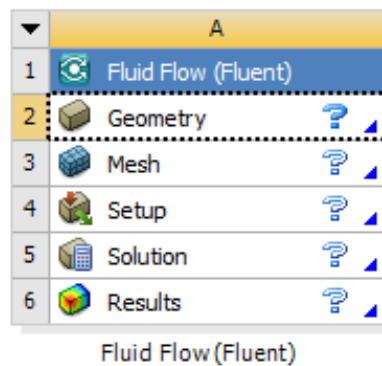 A
1 Fluid Flow (Fluent)
2 Geometry ?
3 Mesh ?
4 Setup ?
5 Solution ?
6 Results ?
Fluid Flow (Fluent)